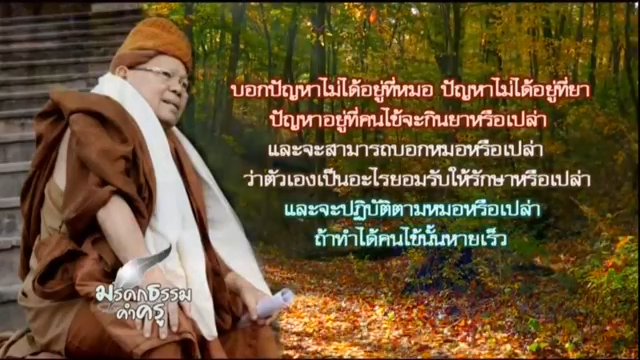 บอกปัญหาไม่ได้อยู่ที่หมอ ปัญหาไม่ได้อยู่ที่ยา
ปัญหาอยู่ที่คนไข้จะกินยาหรือเปล่า
และจะสามารถบอกหมอหรือเปล่า
ว่าตัวเองเป็นอะไรยอมรับให้รักษาหรือเปล่า
และจะปฏิบัติตามหมอหรือเปล่า
ถ้าทำได้คนไข้นั้นหายเร็ว
มรดกธรรม
คำครู